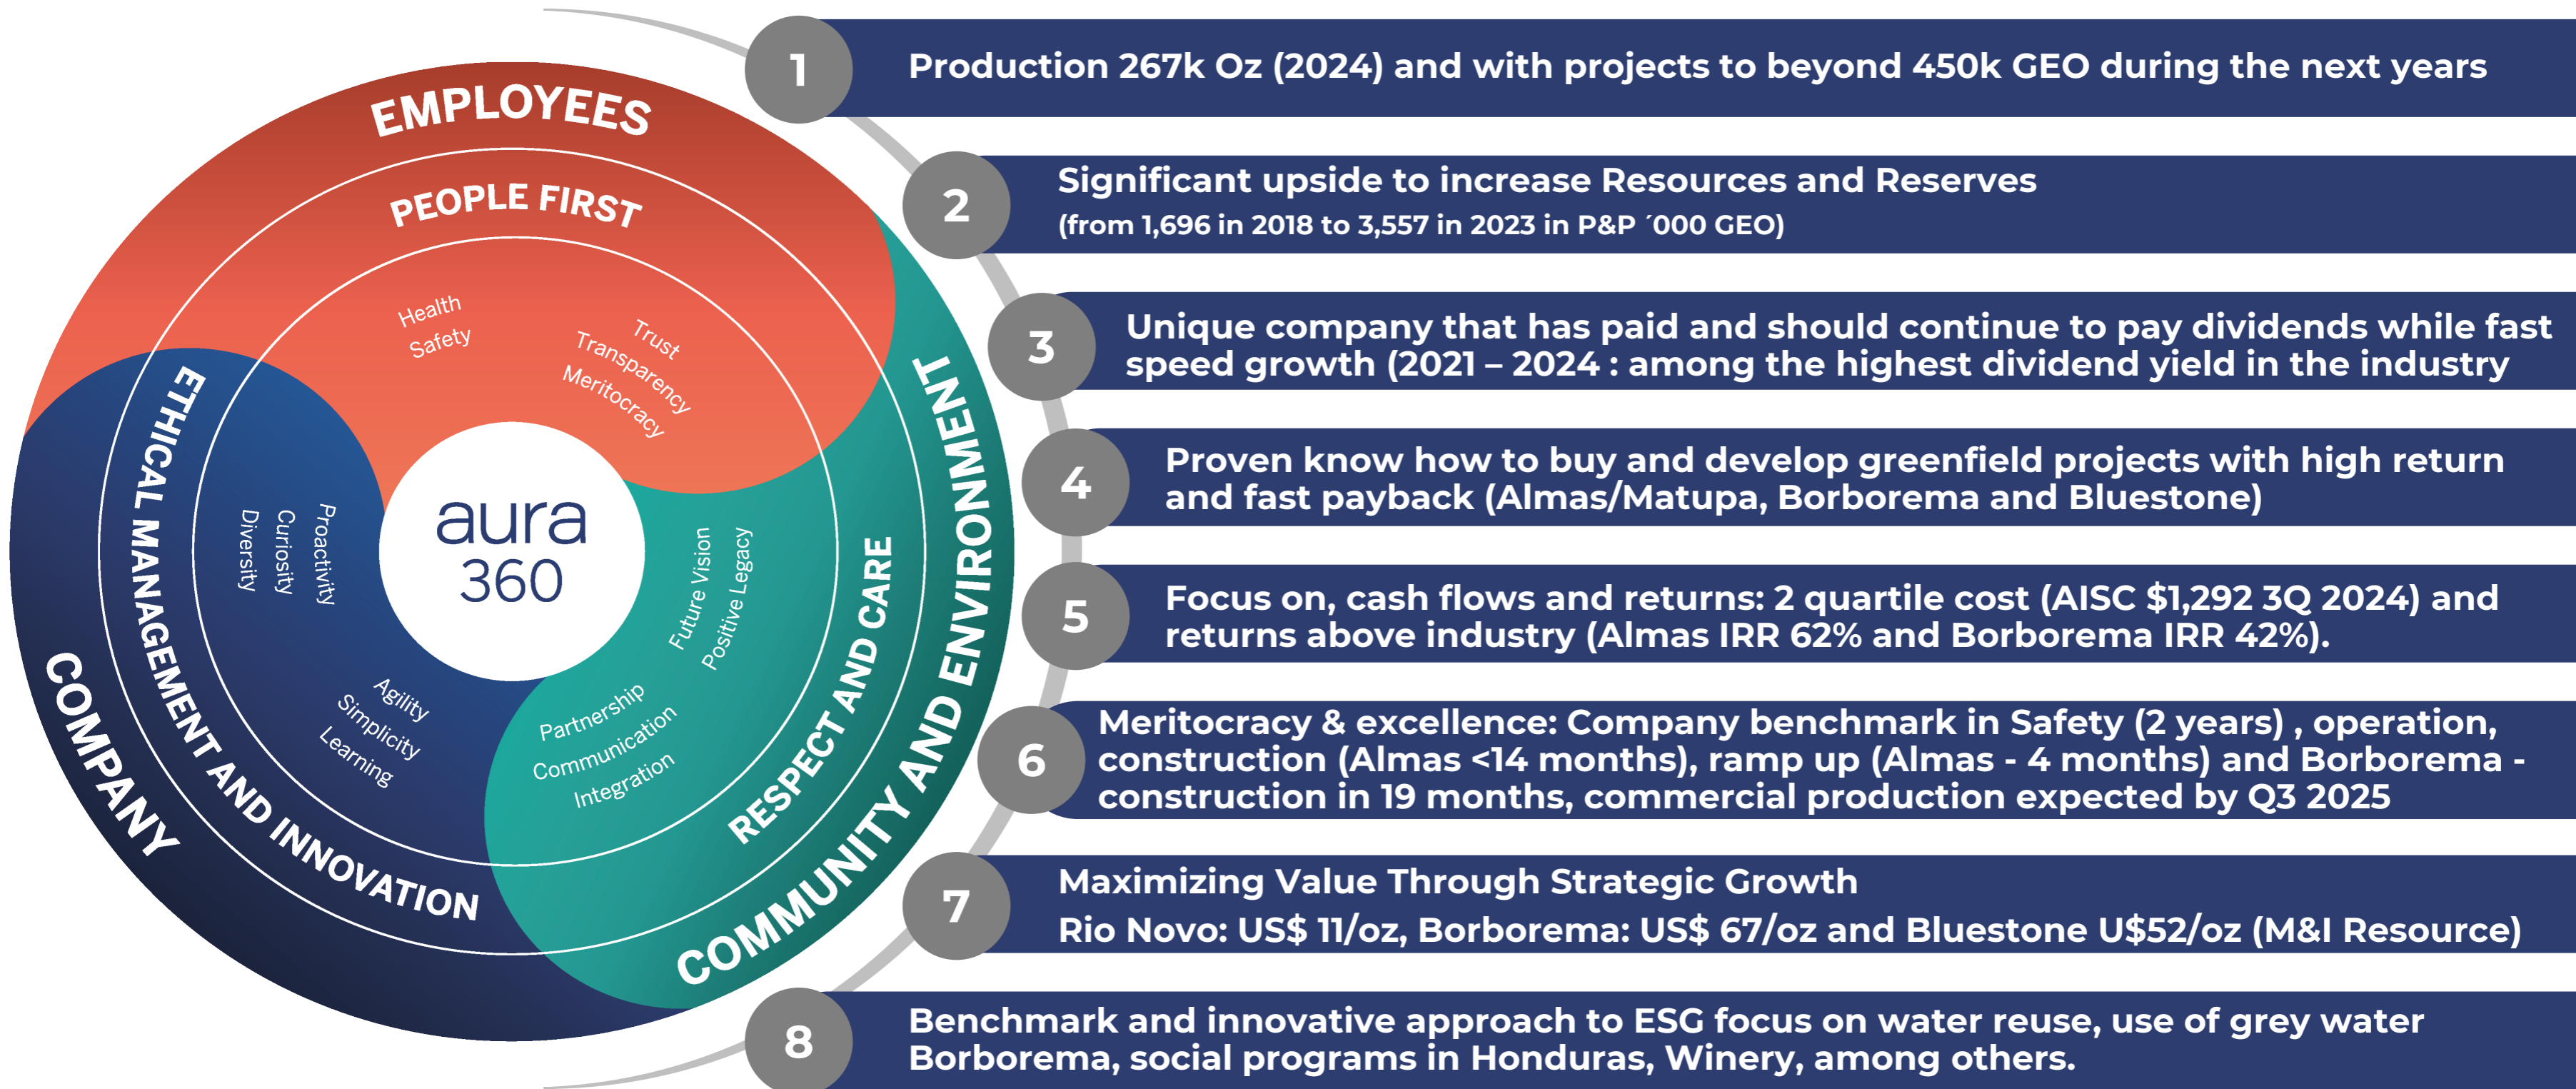 EMPLOYEES
PEOPLE FIRST
Health
Safety
Trust
Transparency
Meritocracy
COMMUNITY AND ENVIRONMENT
RESPECT AND CARE
Future Vision
Positive Legacy
Partnership
Communication
Integration
COMPANY
ETHICAL MANAGEMENT AND INNOVATION
Proactivity
Curiosity
Diversity
Agility
Simplicity
Learning
aura
360
1
Production 267k Oz (2024) and with projects to beyond 450k GEO during the next years
2
Significant upside to increase Resources and Reserves
(from 1,696 in 2018 to 3,557 in 2023 in P&P ´000 GEO)
3
Unique company that has paid and should continue to pay dividends while fast
speed growth (2021 – 2024 : among the highest dividend yield in the industry
4
Proven know how to buy and develop greenfield projects with high return
and fast payback (Almas/Matupa, Borborema and Bluestone)
5
Focus on, cash flows and returns: 2 quartile cost (AISC $1,292 3Q 2024) and
returns above industry (Almas IRR 62% and Borborema IRR 42%).
6
Meritocracy & excellence: Company benchmark in Safety (2 years) , operation,
construction (Almas <14 months), ramp up (Almas - 4 months) and Borborema -
construction in 19 months, commercial production expected by Q3 2025
7
Maximizing Value Through Strategic Growth
Rio Novo: US$ 11/oz, Borborema: US$ 67/oz and Bluestone U$52/oz (M&I Resource)
8
Benchmark and innovative approach to ESG focus on water reuse, use of grey water
Borborema, social programs in Honduras, Winery, among others.